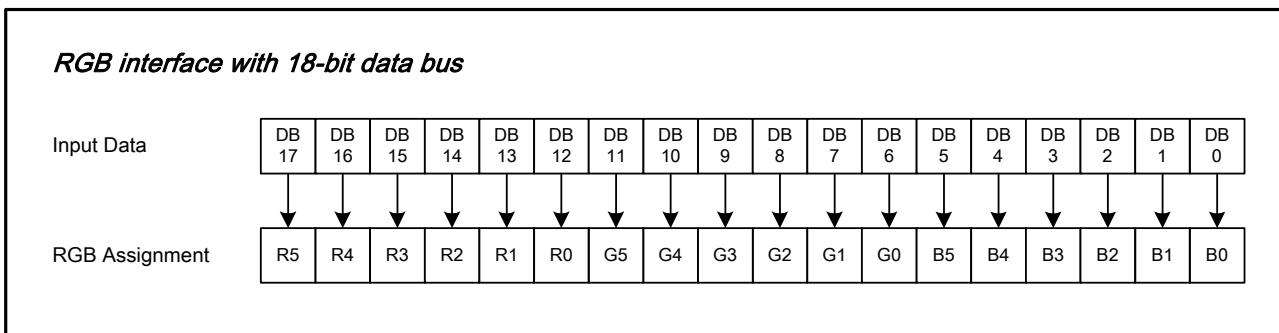 RGB interface with 18-bit data bus
Input Data DB 17 DB 16 DB 15 DB 14 DB 13 DB 12 DB 11 DB 10 DB 9 DB 8 DB 7 DB 6 DB 5 DB 4 DB 3 DB 2 DB 1 DB 0
RGB Assignment R5 R4 R3 R2 R1 R0 G5 G4 G3 G2 G1 G0 B5 B4 B3 B2 B1 B0